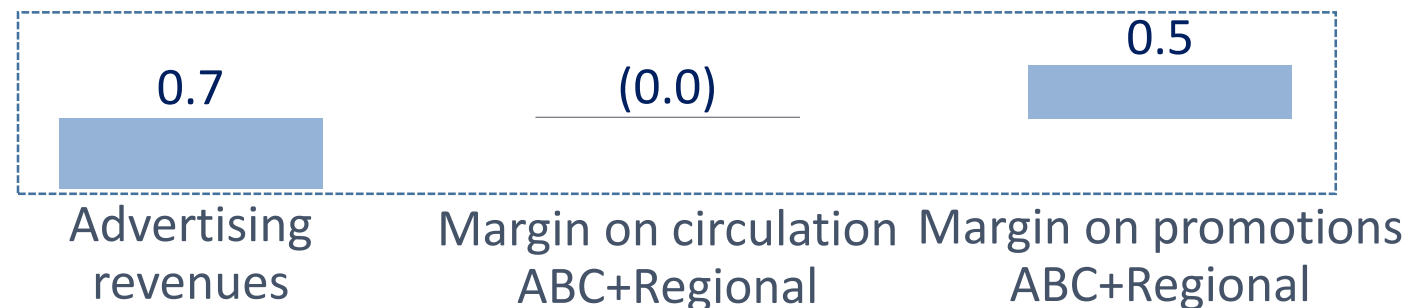 0.5
0.7
(0.0)
Advertising
revenues
Margin on circulation
ABC+Regional
Margin on promotions
ABC+Regional